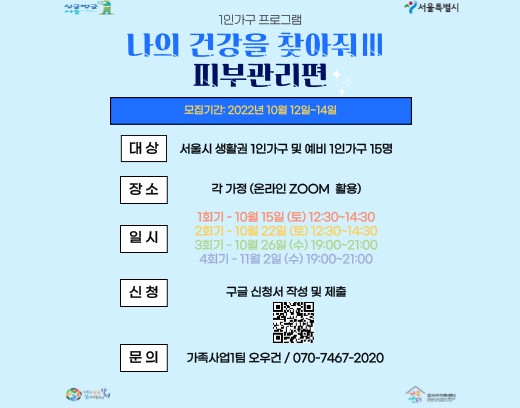 서울특별시
1인가구 프로그램
나의 건강을 찾아줘!!!
피부관리편
모집기간: 2022년 10월 12일~14일
대 상
서울시 생활권 1인가구 및 예비 1인가구 15명
장 소
각 가정 (온라인 ZOOM 활용)
일 시
1회기 - 10월 15일 (토) 12:30~14:30
2회기 - 10월 22일 (토) 12:30~14:30
3회기 - 10월 26일 (수) 19:00~21:00
4회기 - 11월 2일 (수) 19:00~21:00
신 청
구글 신청서 작성 및 제출
문 의
가족사업1팀 오우건 / 070-7467-2020